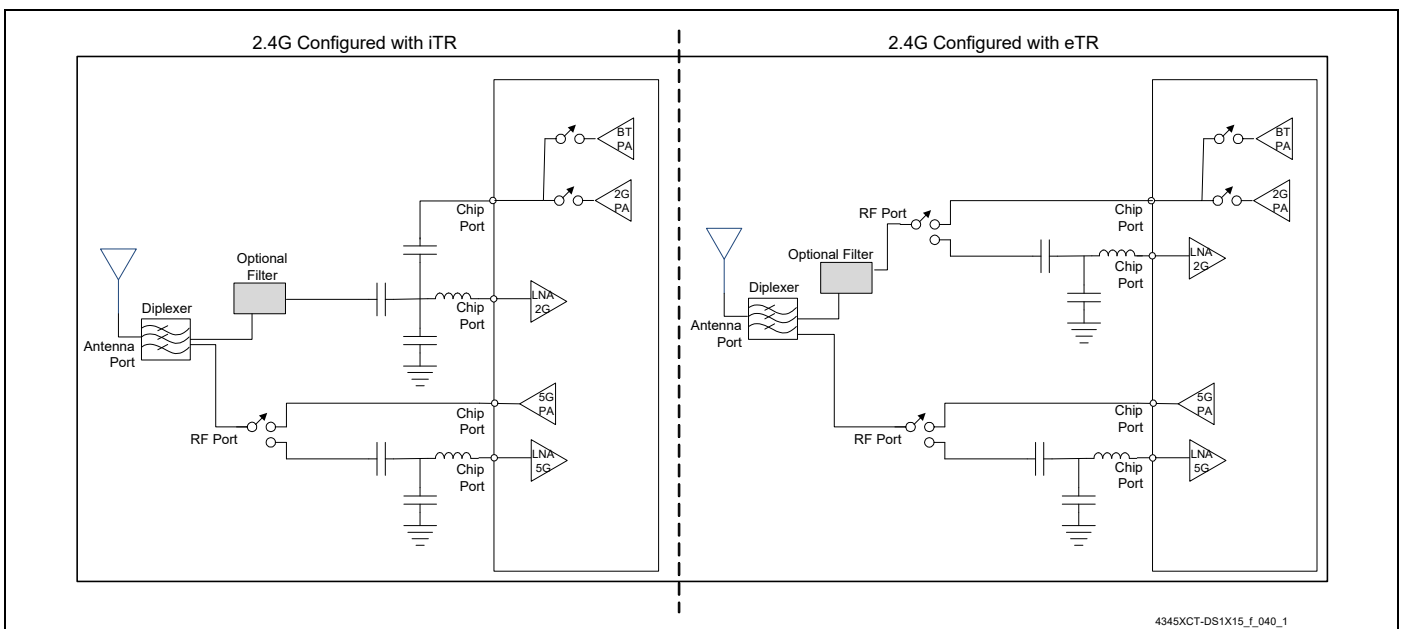 2.4G Configured with iTR
2.4G Configured with eTR
BT
PA
2G
PA
Chip
Port
Optional
Filter
LNA
2G
Chip
Port
Diplexer
Antenna
Port
5G
PA
Chip
Port
RF Port
LNA
5G
Chip
Port
BT
PA
2G
PA
RF Port
Chip
Port
Optional Filter
LNA
2G
Chip
Port
Diplexer
Antenna
Port
5G
PA
Chip
Port
RF Port
LNA
5G
Chip
Port
4345XCT-DS1X15_f_040_1